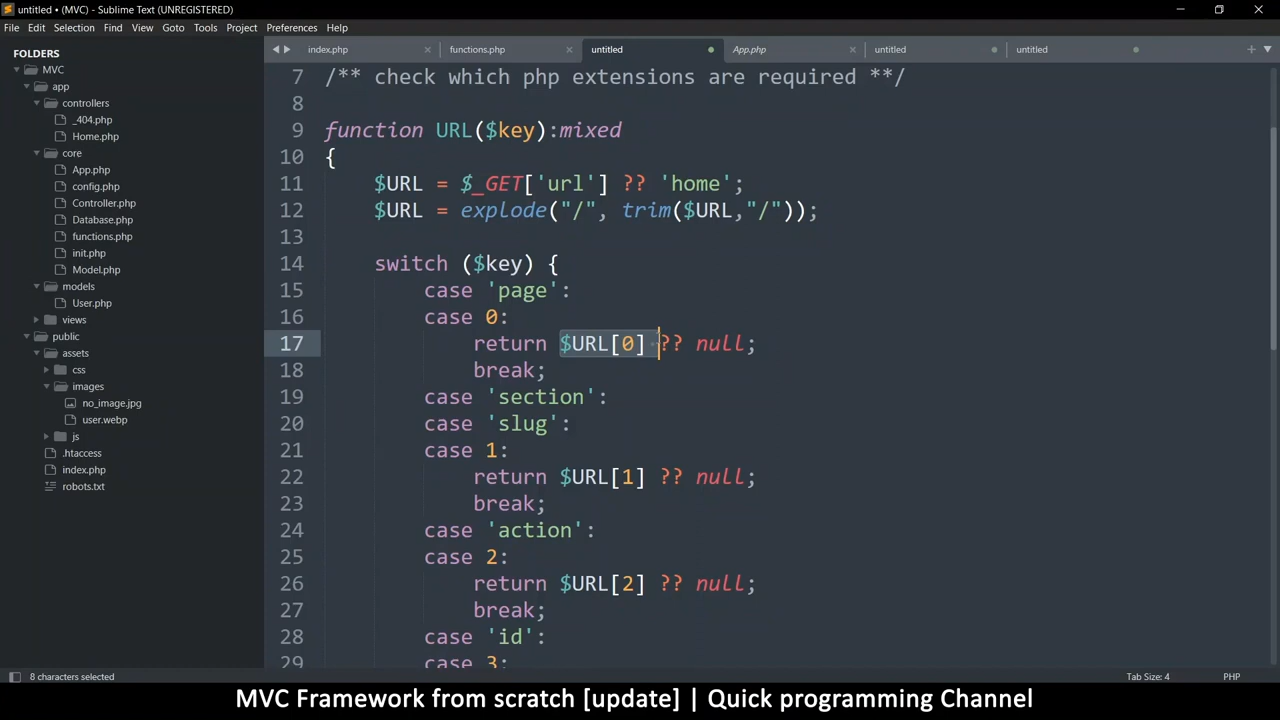 untitled • (MVC) - Sublime Text (UNREGISTERED)
File Edit Selection Find View Goto Tools Project Preferences Help
FOLDERS
MVC
app
controllers
_404.php
Home.php
core
App.php
config.php
Controller.php
Database.php
functions.php
init.php
Model.php
models
User.php
views
public
assets
css
images
no_image.jpg
user.webp
js
.htaccess
index.php
robots.txt
index.php functions.php untitled App.php untitled untitled
7 /** check which php extensions are required **/
8
9 function URL($key):mixed
10 {
11 $URL = $_GET['url'] ?? 'home';
12 $URL = explode("/", trim($URL,"/"));
13
14 switch ($key) {
15 case 'page':
16 case 0:
17 return $URL[0] ?? null;
18 break;
19 case 'section':
20 case 'slug':
21 case 1:
22 return $URL[1] ?? null;
23 break;
24 case 'action':
25 case 2:
26 return $URL[2] ?? null;
27 break;
28 case 'id':
29 case 3:
8 characters selected Tab Size: 4 PHP
MVC Framework from scratch [update] | Quick programming Channel